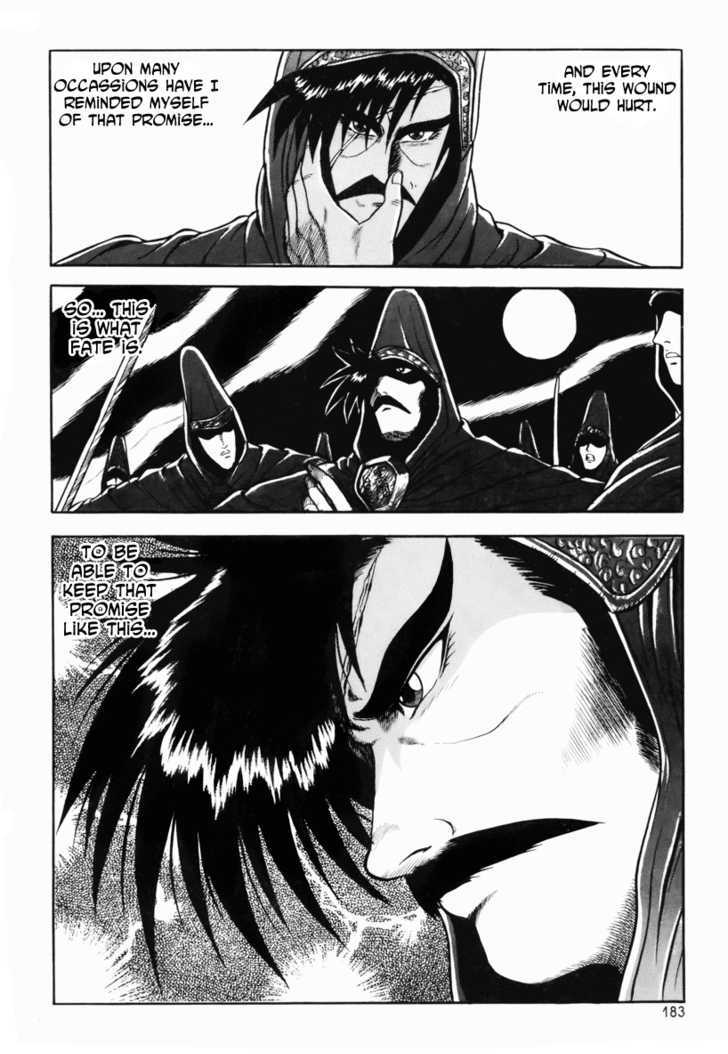 UPON MANY
OCCASSIONS HAVE I
REMINDED MYSELF
OF THAT PROMISE...
AND EVERY
TIME, THIS WOUND
WOULD HURT.
SO... THIS
IS WHAT
FATE IS.
TO BE
ABLE TO
KEEP THAT
PROMISE
LIKE THIS...
183